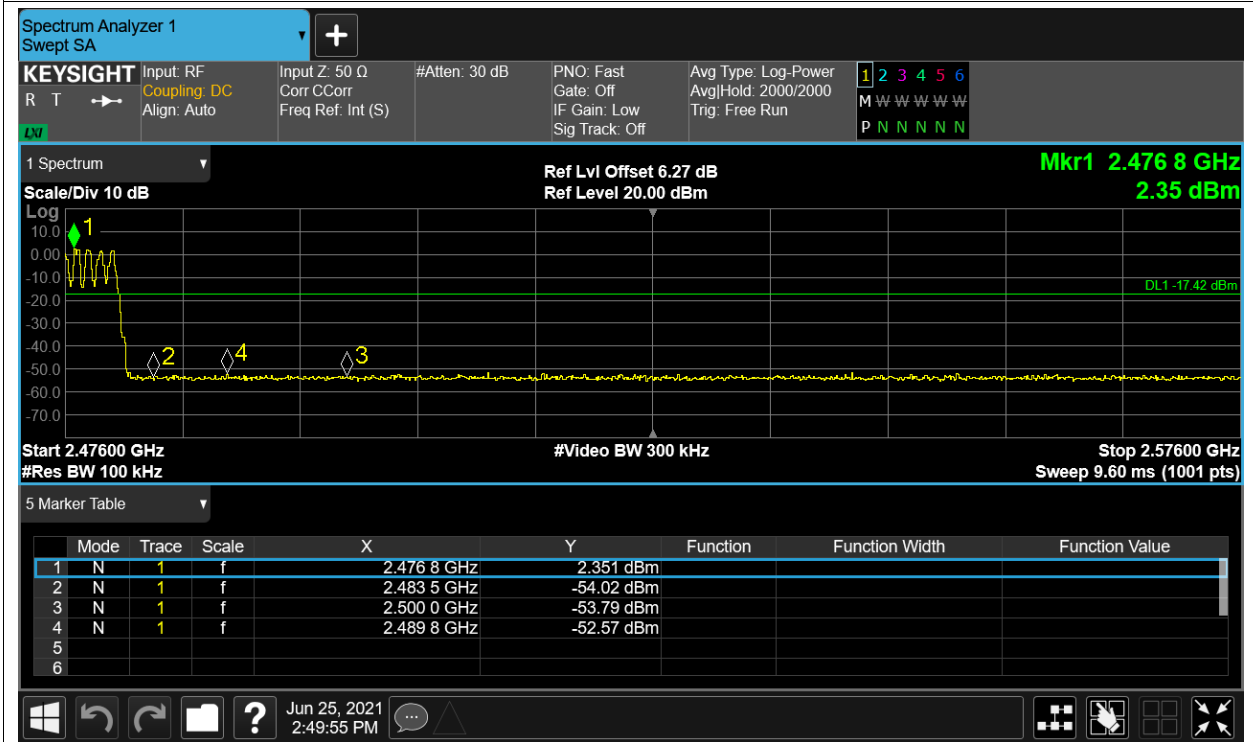 Spectrum Analyzer 1
Swept SA
+
KEYSIGHT Input: RF Input Z: 50 Ω #Atten: 30 dB PNO: Fast Avg Type: Log-Power 1 2 3 4 5 6
R T Coupling: DC Corr CCorr Gate: Off Avg|Hold: 2000/2000 M W W W W W
Align: Auto Freq Ref: Int (S) IF Gain: Low Trig: Free Run
LXI Sig Track: Off P N N N N N
1 Spectrum Ref Lvl Offset 6.27 dB Mkr1 2.476 8 GHz
Scale/Div 10 dB Ref Level 20.00 dBm 2.35 dBm
Log
10.0 1
0.00
-10.0
DL1 -17.42 dBm
-20.0
-30.0
-40.0
2 4 3
-50.0
-60.0
-70.0
Start 2.47600 GHz #Video BW 300 kHz Stop 2.57600 GHz
#Res BW 100 kHz Sweep 9.60 ms (1001 pts)
5 Marker Table
Mode Trace Scale X Y Function Function Width Function Value
1 N 1 f 2.476 8 GHz 2.351 dBm
2 N 1 f 2.483 5 GHz -54.02 dBm
3 N 1 f 2.500 0 GHz -53.79 dBm
4 N 1 f 2.489 8 GHz -52.57 dBm
5
6
? Jun 25, 2021
2:49:55 PM